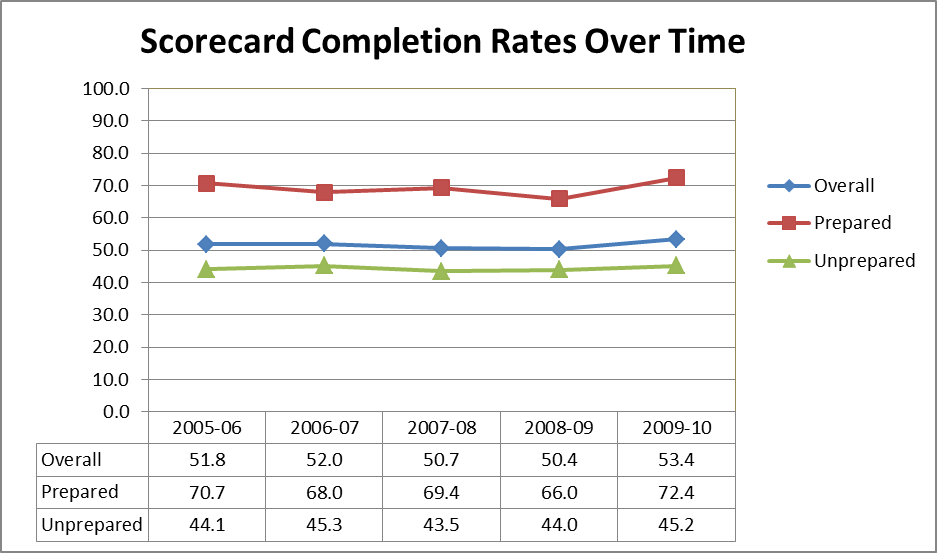 Scorecard Completion Rates Over Time
100.0
90.0
80.0
70.0
60.0
50.0
40.0
30.0
20.0
10.0
0.0
Overall
Prepared
Unprepared
2005-06 2006-07 2007-08 2008-09 2009-10
Overall 51.8 52.0 50.7 50.4 53.4
Prepared 70.7 68.0 69.4 66.0 72.4
Unprepared 44.1 45.3 43.5 44.0 45.2